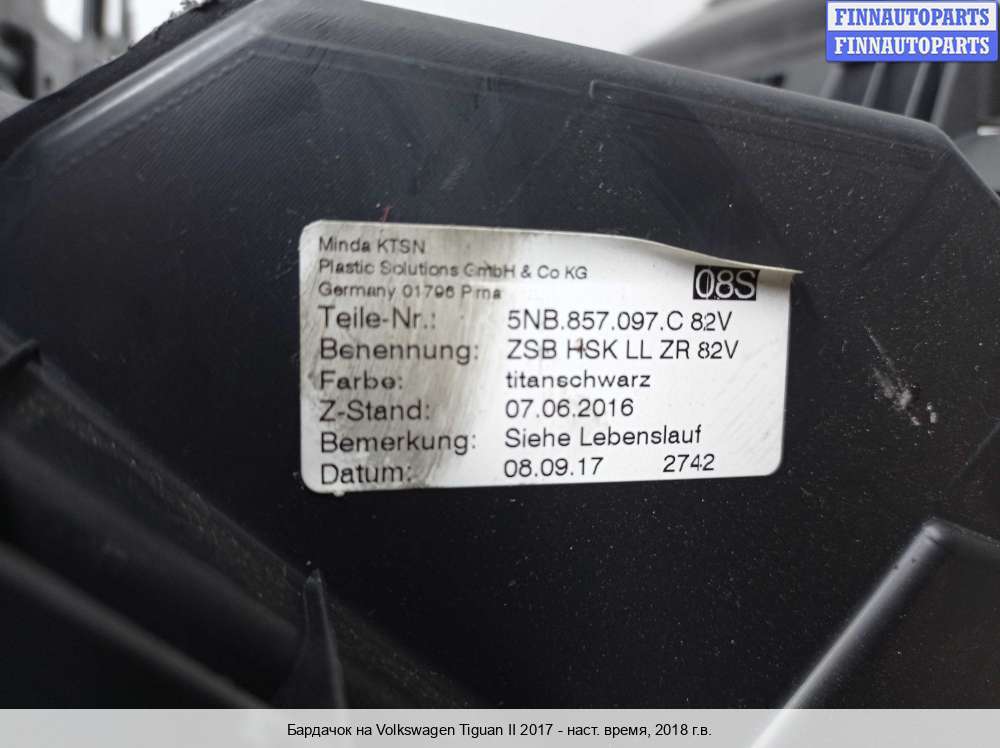 FINNAUTOPARTS
FINNAUTOPARTS
Minda KTSN
Plastic Solutions GmbH & Co KG
Germany 01796 Pirna
08S
Teile-Nr.: 5NB.857.097.C 82V
Benennung: ZSB HSK LL ZR 82V
Farbe: titanschwarz
Z-Stand: 07.06.2016
Bemerkung: Siehe Lebenslauf
Datum: 08.09.17 2742
Бардачок на Volkswagen Tiguan II 2017 - наст. время, 2018 г.в.